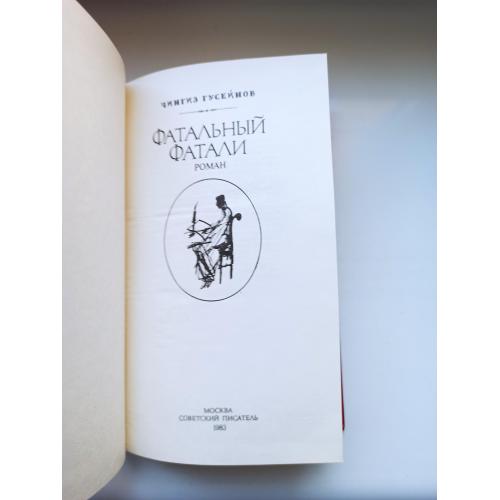 ЧИНГИЗ ГУСЕЙНОВ
ФАТАЛЬНЫЙ
ФАТАЛИ
РОМАН
МОСКВА
СОВЕТСКИЙ ПИСАТЕЛЬ
1983